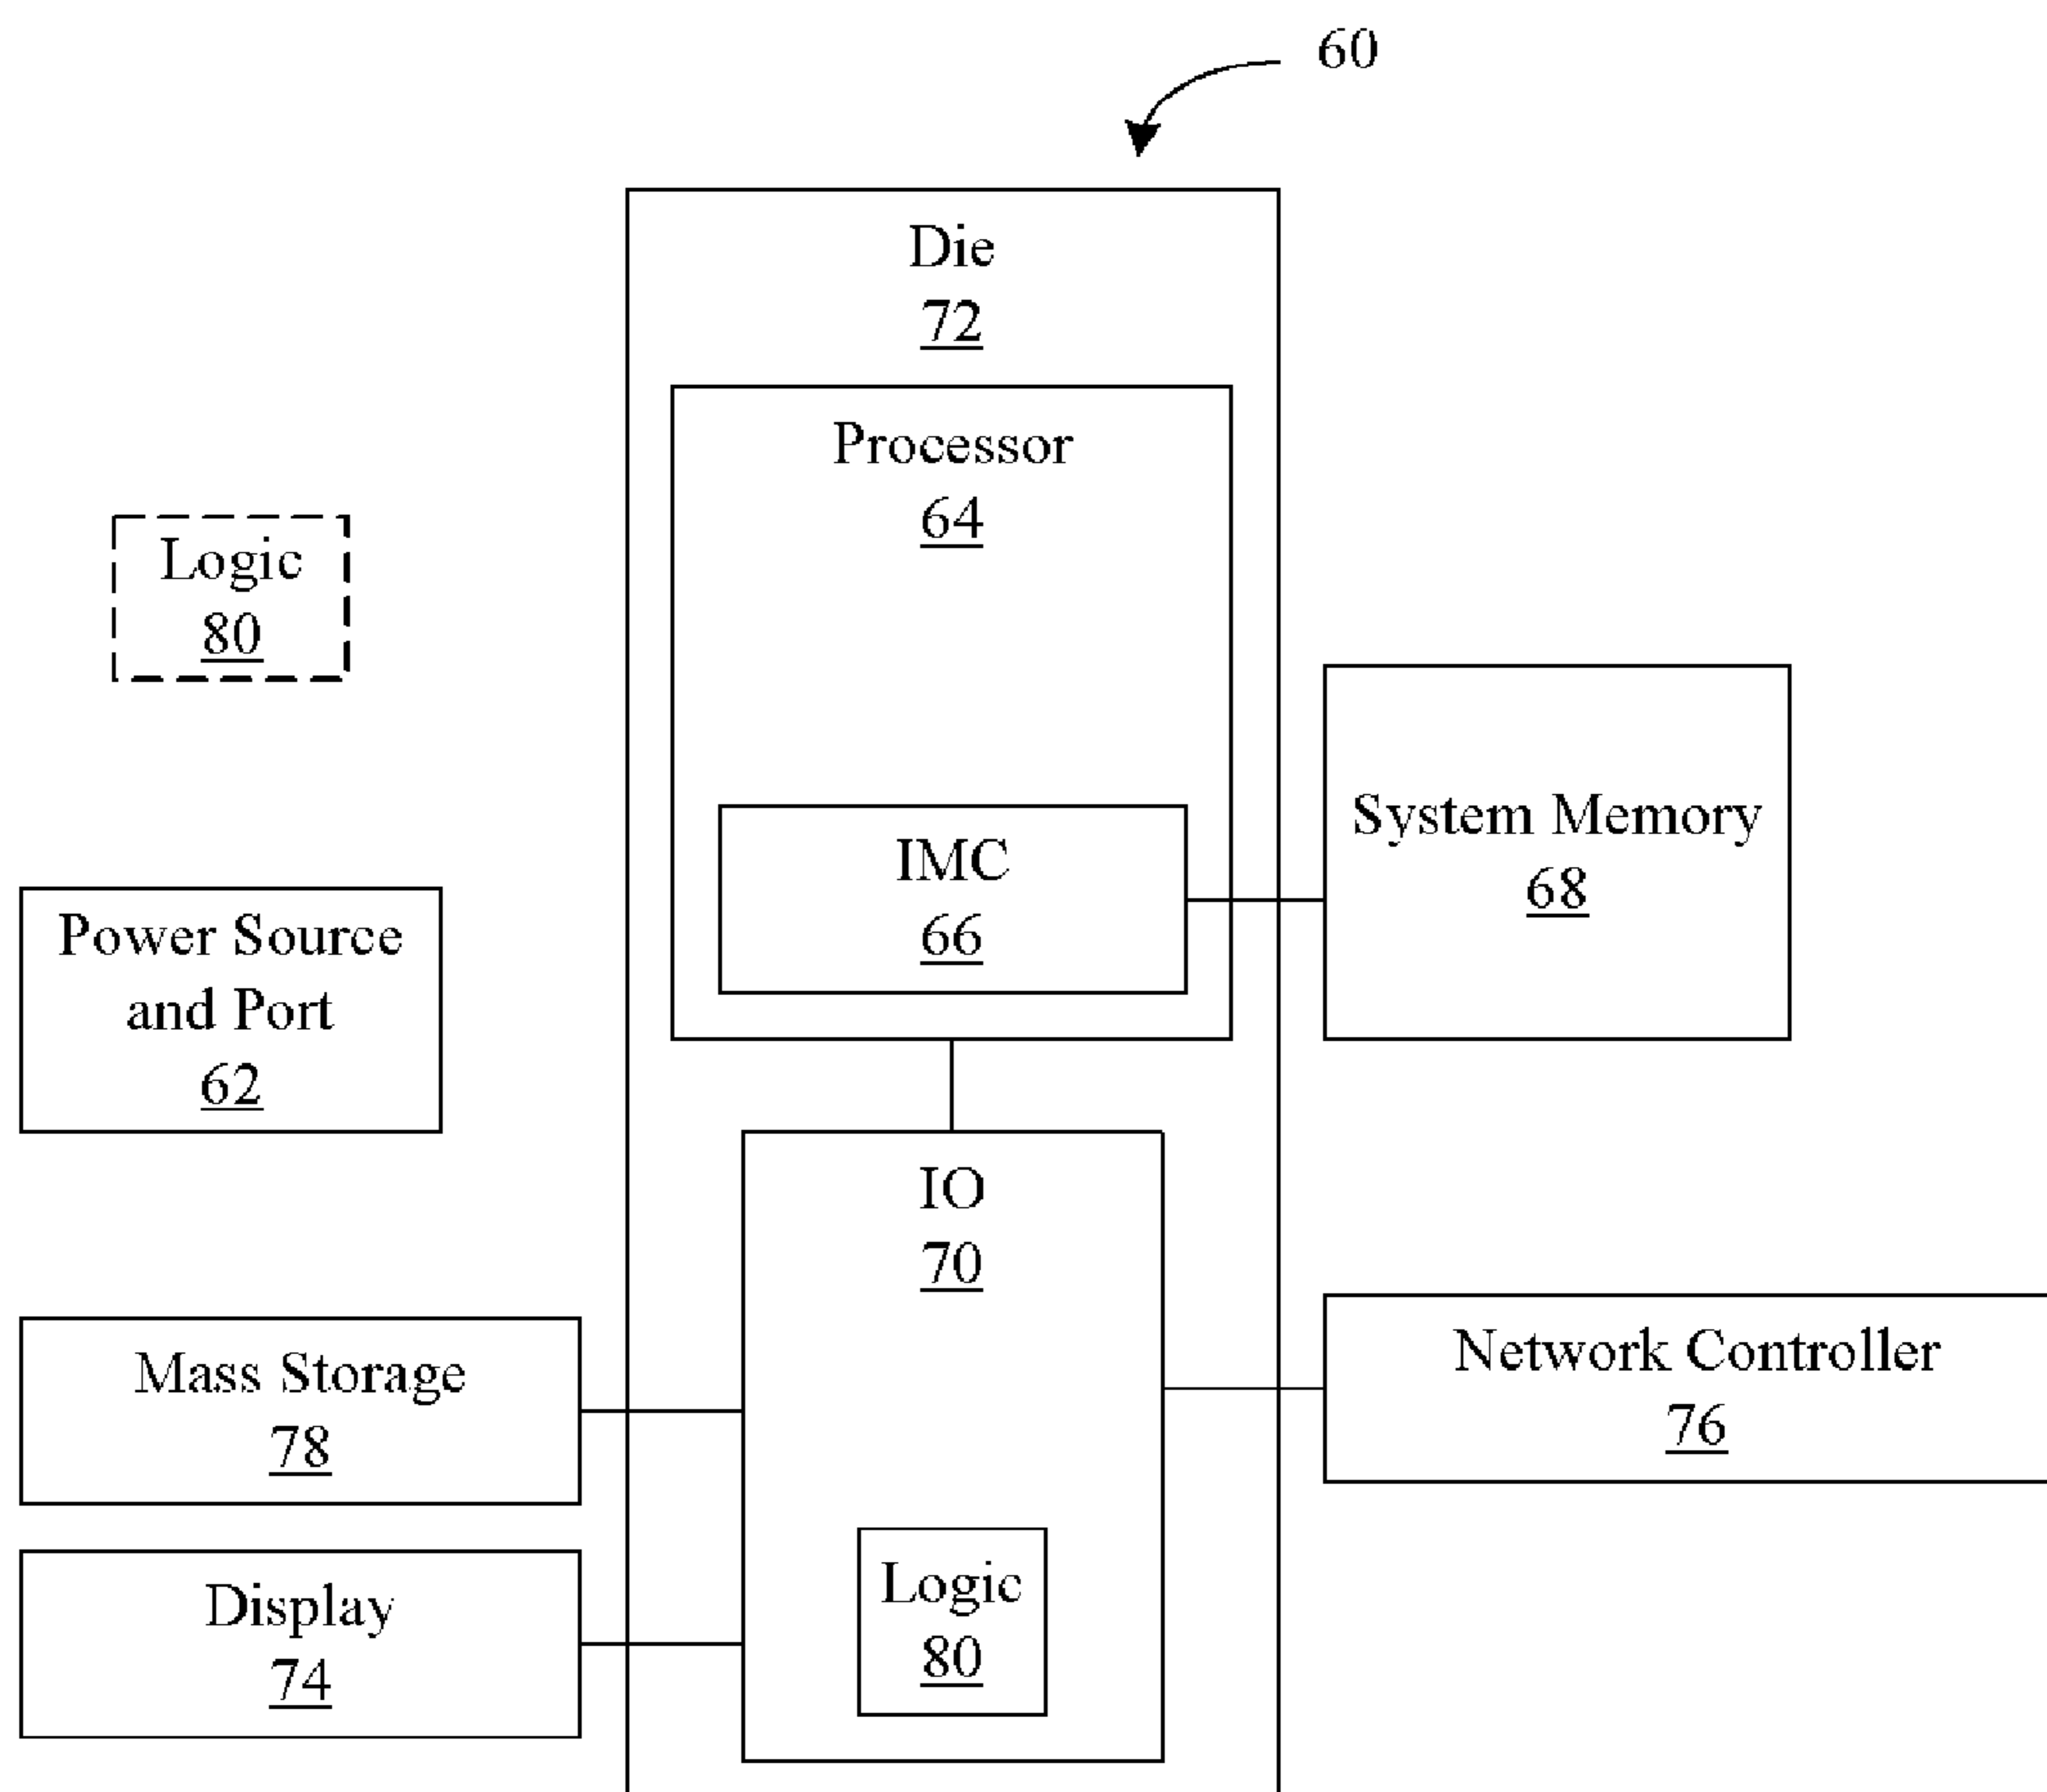 60
Die
72
Processor
64
Logic
80
IMC
66
System Memory
68
Power Source
and Port
62
IO
70
Mass Storage
78
Network Controller
76
Display
74
Logic
80